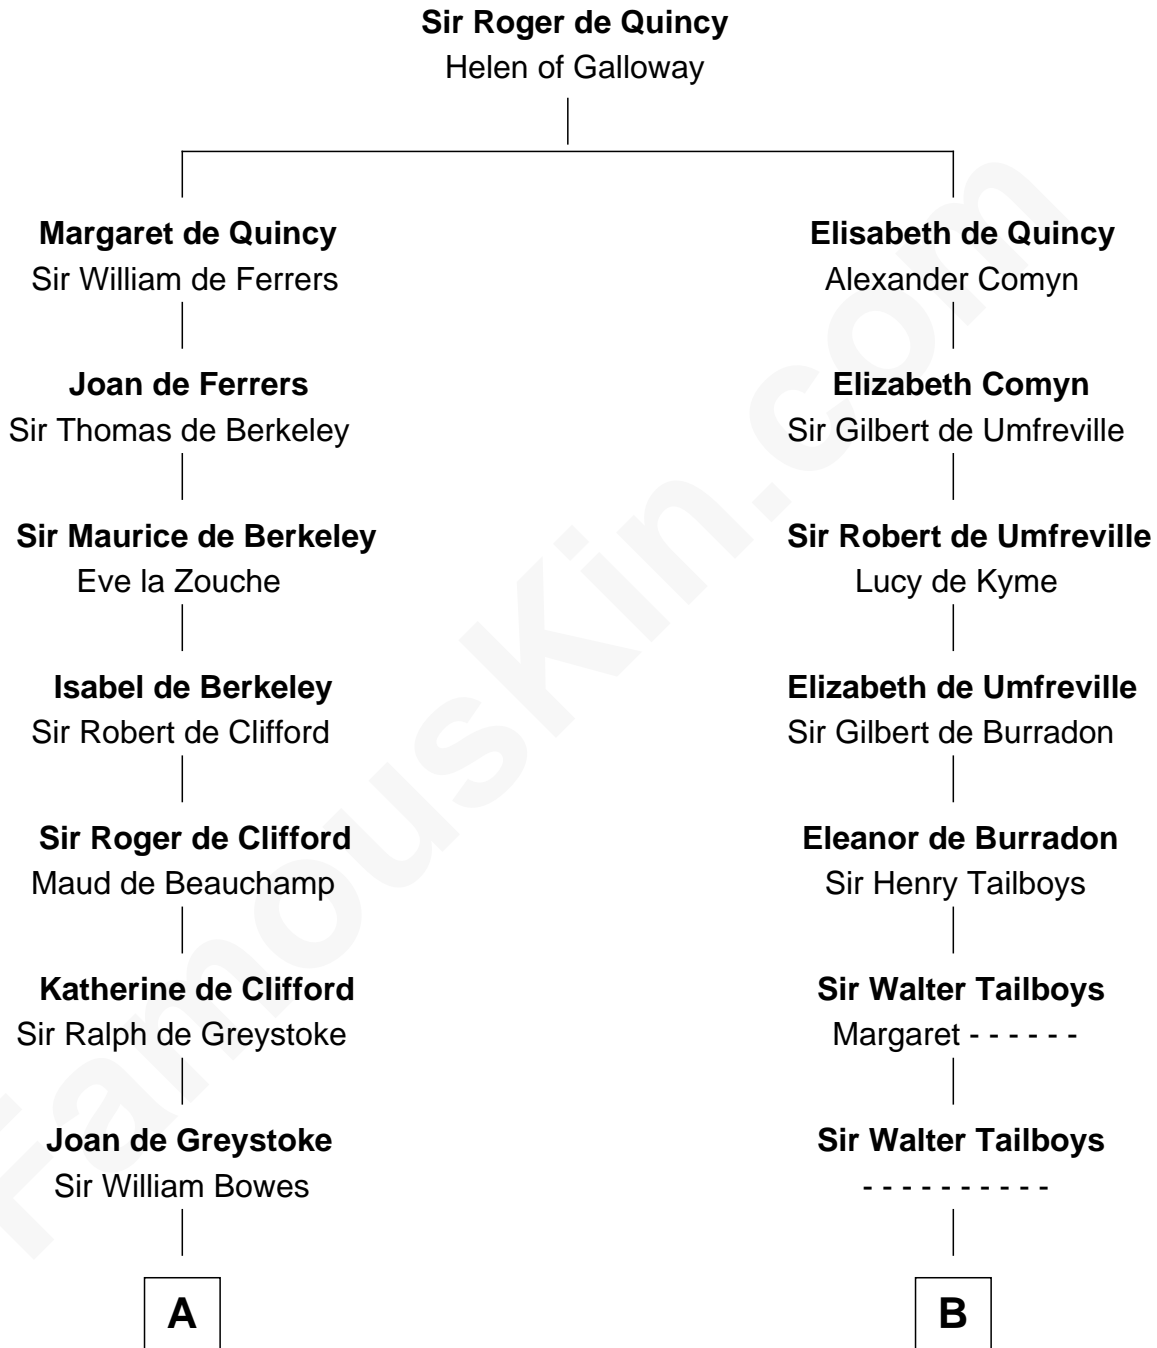 Sir Roger de Quincy
Helen of Galloway
Margaret de Quincy
Sir William de Ferrers
Joan de Ferrers
Sir Thomas de Berkeley
Sir Maurice de Berkeley
Eve la Zouche
Isabel de Berkeley
Sir Robert de Clifford
Sir Roger de Clifford
Maud de Beauchamp
Katherine de Clifford
Sir Ralph de Greystoke
Joan de Greystoke
Sir William Bowes
A
Elisabeth de Quincy
Alexander Comyn
Elizabeth Comyn
Sir Gilbert de Umfreville
Sir Robert de Umfreville
Lucy de Kyme
Elizabeth de Umfreville
Sir Gilbert de Burradon
Eleanor de Burradon
Sir Henry Tailboys
Sir Walter Tailboys
Margaret - - - - - -
Sir Walter Tailboys
- - - - - - - - - -
B
FamousKin.com